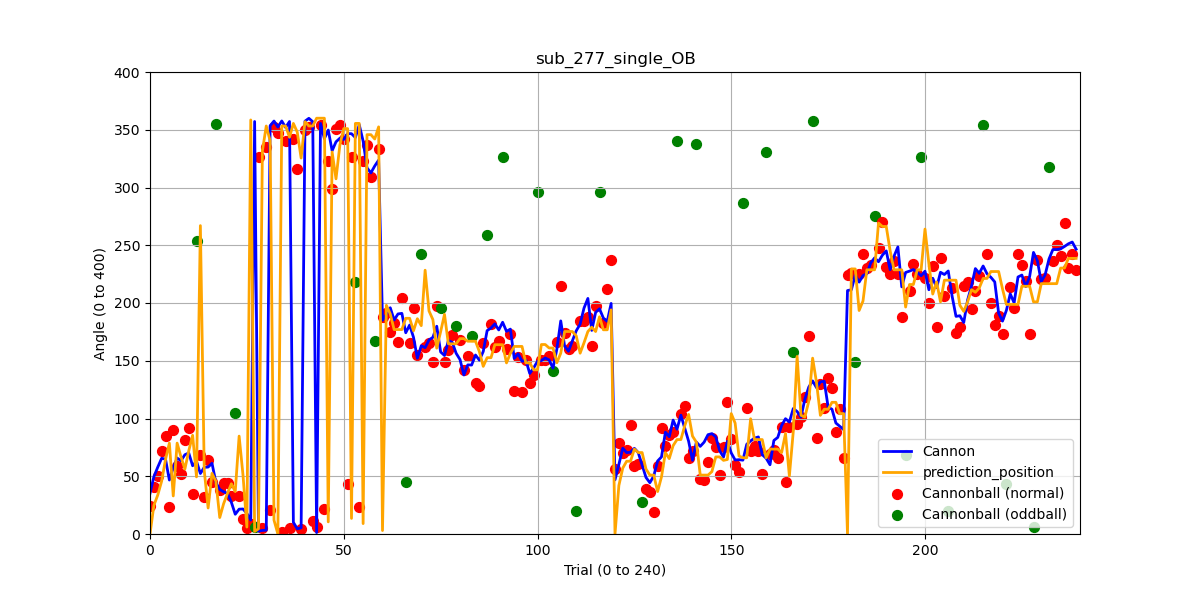 sub_277_single_OB
Angle (0 to 400)
400
350
300
250
200
150
100
50
0
0 50 100 150 200
Trial (0 to 240)
Cannon
prediction_position
Cannonball (normal)
Cannonball (oddball)